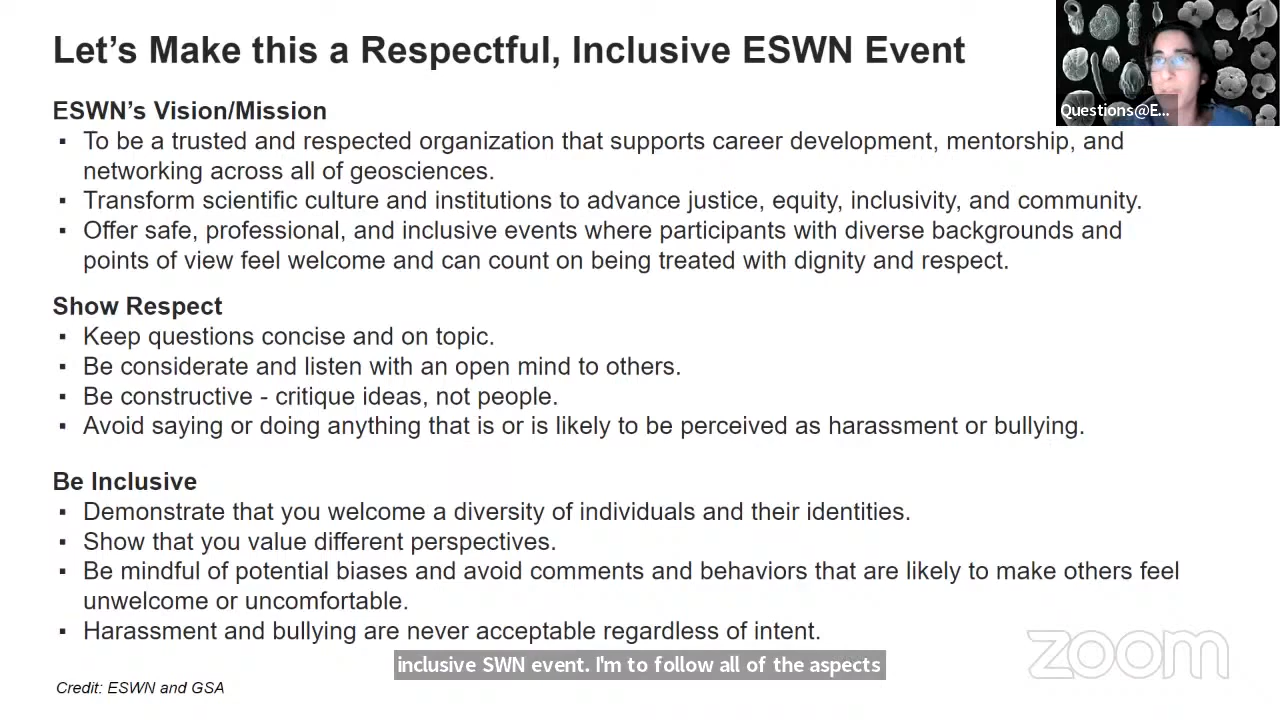 Let's Make this a Respectful, Inclusive ESWN Event
Questions@E...
ESWN's Vision/Mission
▪ To be a trusted and respected organization that supports career development, mentorship, and
networking across all of geosciences.
▪ Transform scientific culture and institutions to advance justice, equity, inclusivity, and community.
▪ Offer safe, professional, and inclusive events where participants with diverse backgrounds and
points of view feel welcome and can count on being treated with dignity and respect.
Show Respect
▪ Keep questions concise and on topic.
▪ Be considerate and listen with an open mind to others.
▪ Be constructive - critique ideas, not people.
▪ Avoid saying or doing anything that is or is likely to be perceived as harassment or bullying.
Be Inclusive
▪ Demonstrate that you welcome a diversity of individuals and their identities.
▪ Show that you value different perspectives.
▪ Be mindful of potential biases and avoid comments and behaviors that are likely to make others feel
unwelcome or uncomfortable.
▪ Harassment and bullying are never acceptable regardless of intent.
inclusive SWN event. I'm to follow all of the aspects
zoom
Credit: ESWN and GSA